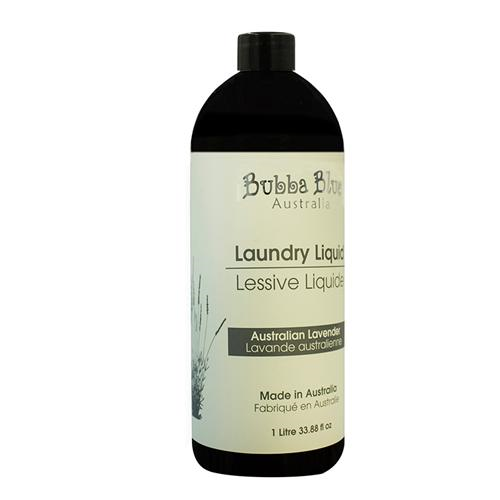 Bubba Blue
Australia
Laundry Liquid
Lessive Liquide
Australian Lavender
Lavande australienne
Made in Australia
Fabriqué en Australie
1 Litre 33.88 fl oz